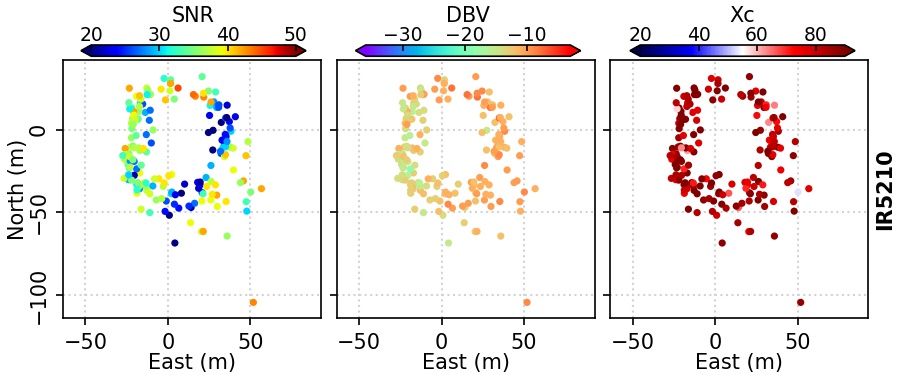 SNR DBV Xc
20 30 40 50 −30 −20 −10 20 40 60 80
0
−50
−100
North (m)
−50 0 50 −50 0 50 −50 0 50
East (m) East (m) East (m)
IR5210